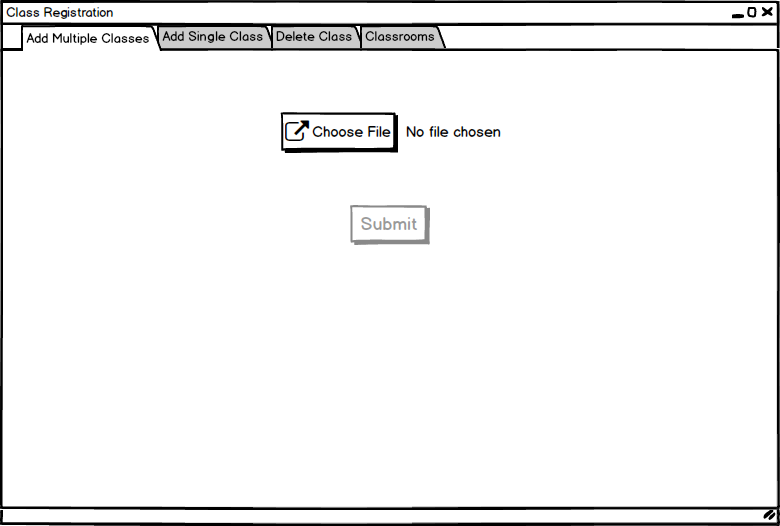 Class Registration
Add Multiple Classes Add Single Class Delete Class Classrooms
Choose File No file chosen
Submit